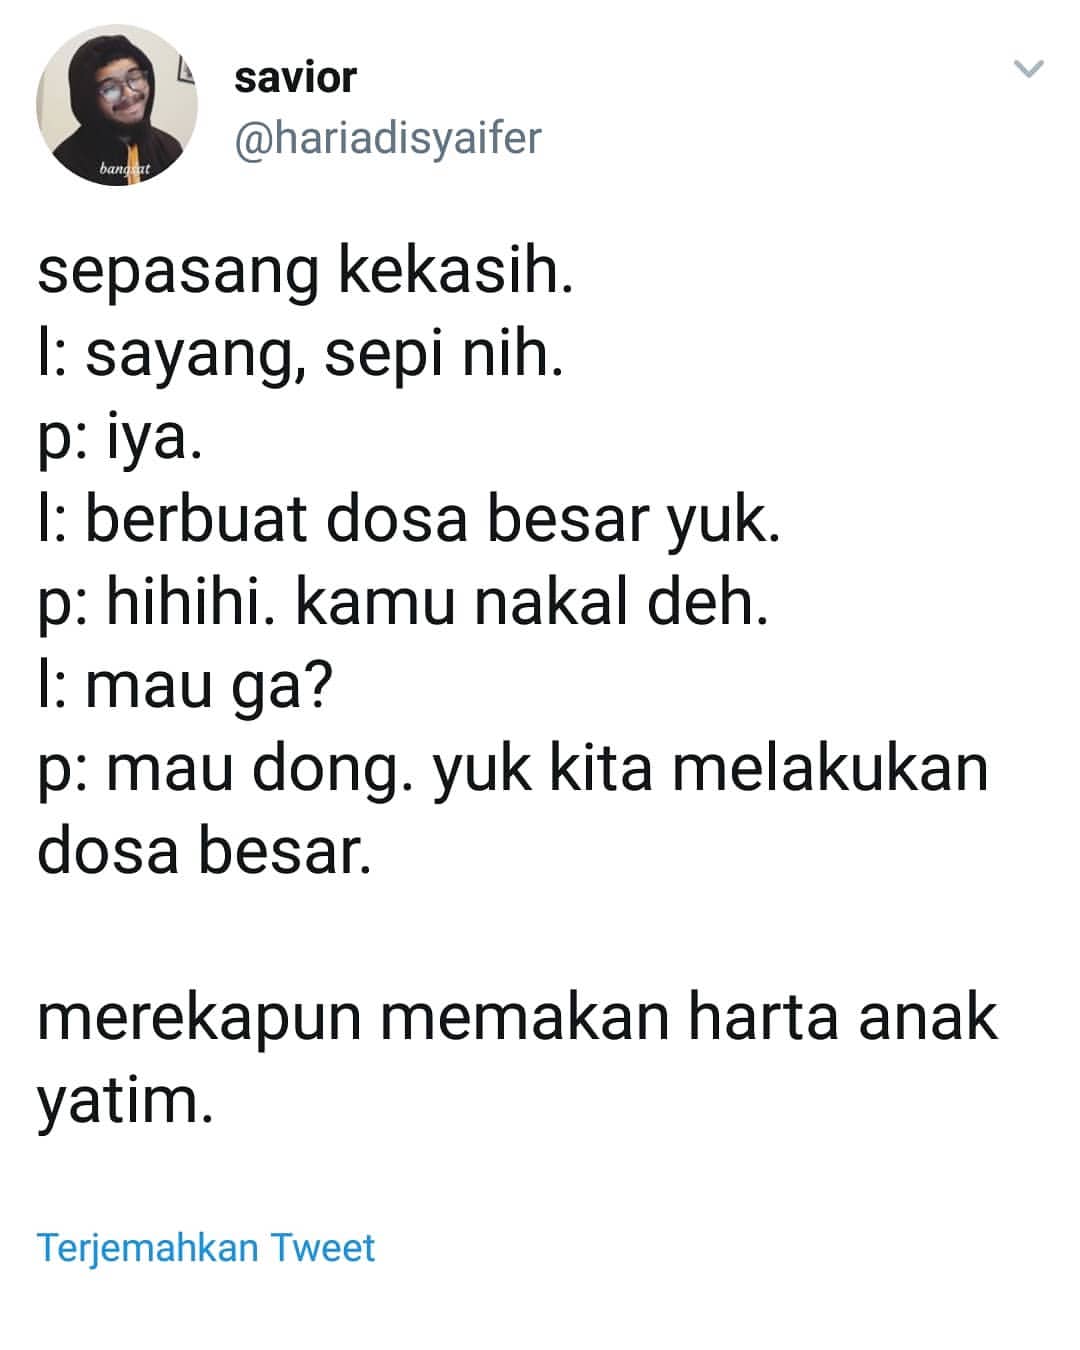 savior
@hariadisyaifer
bangsat
sepasang kekasih.
l: sayang, sepi nih.
p: iya.
l: berbuat dosa besar yuk.
p: hihihi. kamu nakal deh.
l: mau ga?
p: mau dong. yuk kita melakukan
dosa besar.
merekapun memakan harta anak
yatim.
Terjemahkan Tweet